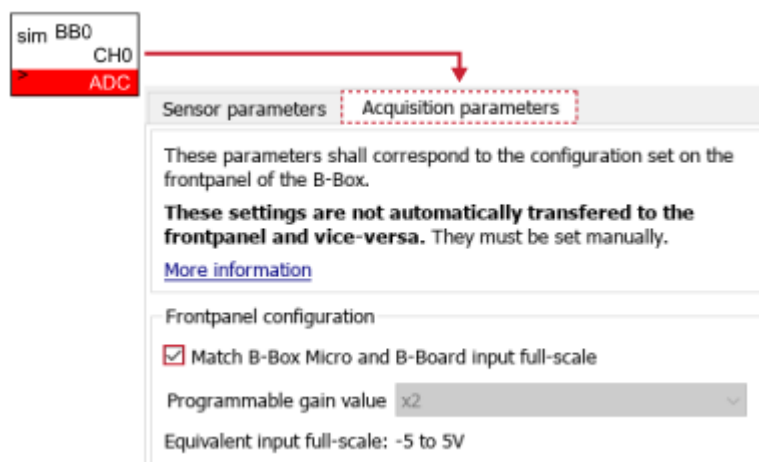 sim BB0
CH0
> ADC
Sensor parameters Acquisition parameters
These parameters shall correspond to the configuration set on the
frontpanel of the B-Box.
These settings are not automatically transfered to the
frontpanel and vice-versa. They must be set manually.
More information
Frontpanel configuration
Match B-Box Micro and B-Board input full-scale
Programmable gain value x2
Equivalent input full-scale: -5 to 5V